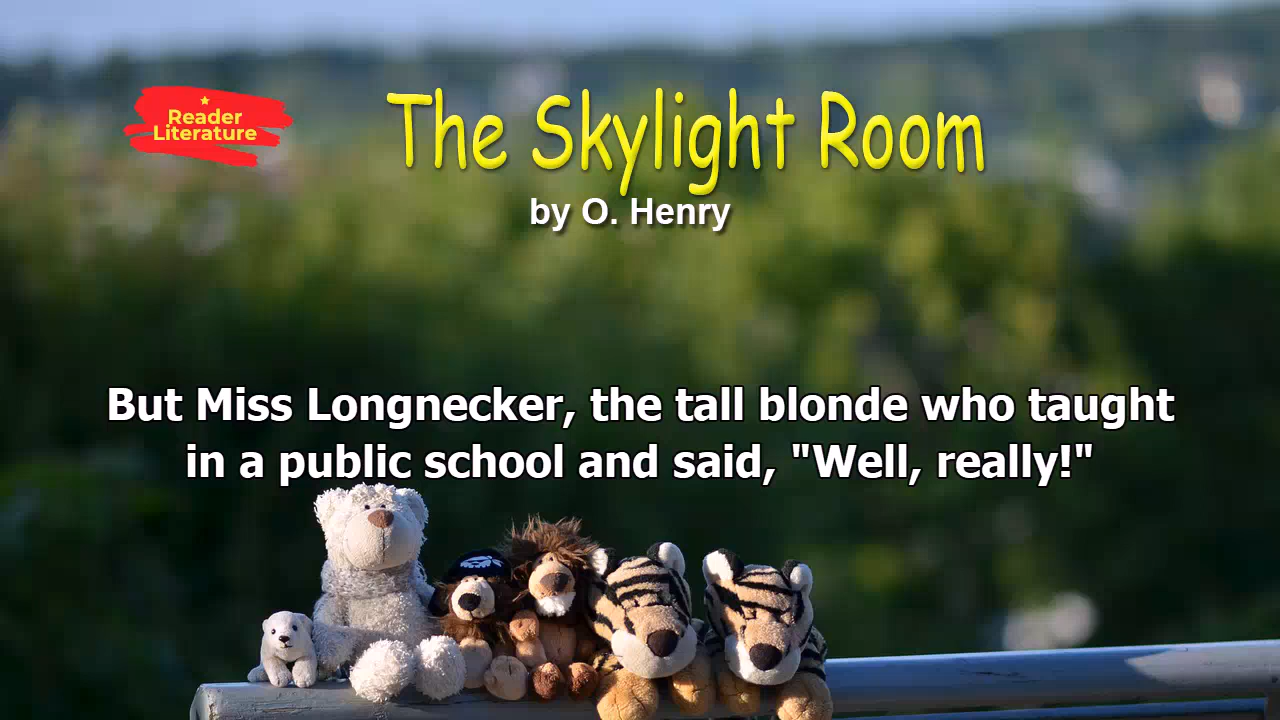 Reader
Literature
The Skylight Room
by O. Henry
But Miss Longnecker, the tall blonde who taught
in a public school and said, "Well, really!"